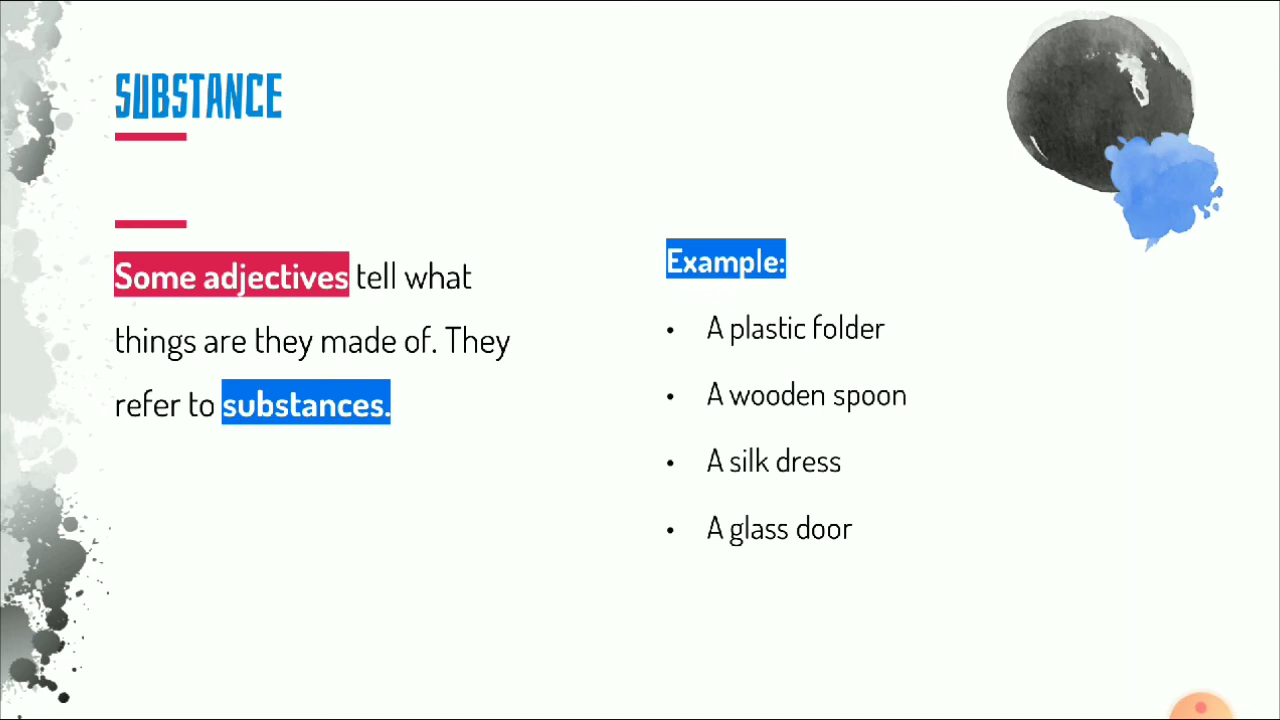 SUBSTANCE
Some adjectives tell what
things are they made of. They
refer to substances.
Example:
• A plastic folder
• A wooden spoon
• A silk dress
• A glass door